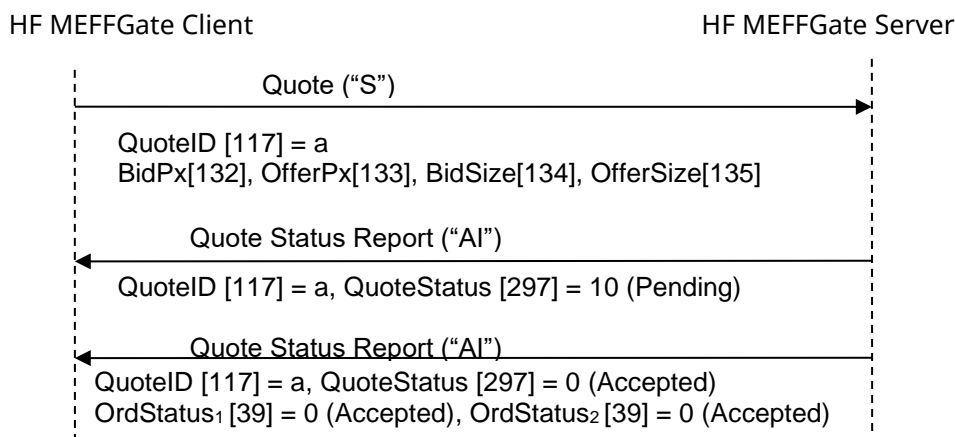 HF MEFFGate Client HF MEFFGate Server
Quote (“S”)
QuoteID [117] = a
BidPx[132], OfferPx[133], BidSize[134], OfferSize[135]
Quote Status Report (“AI”)
QuoteID [117] = a, QuoteStatus [297] = 10 (Pending)
Quote Status Report (“AI”)
QuoteID [117] = a, QuoteStatus [297] = 0 (Accepted)
OrdStatus₁ [39] = 0 (Accepted), OrdStatus₂ [39] = 0 (Accepted)